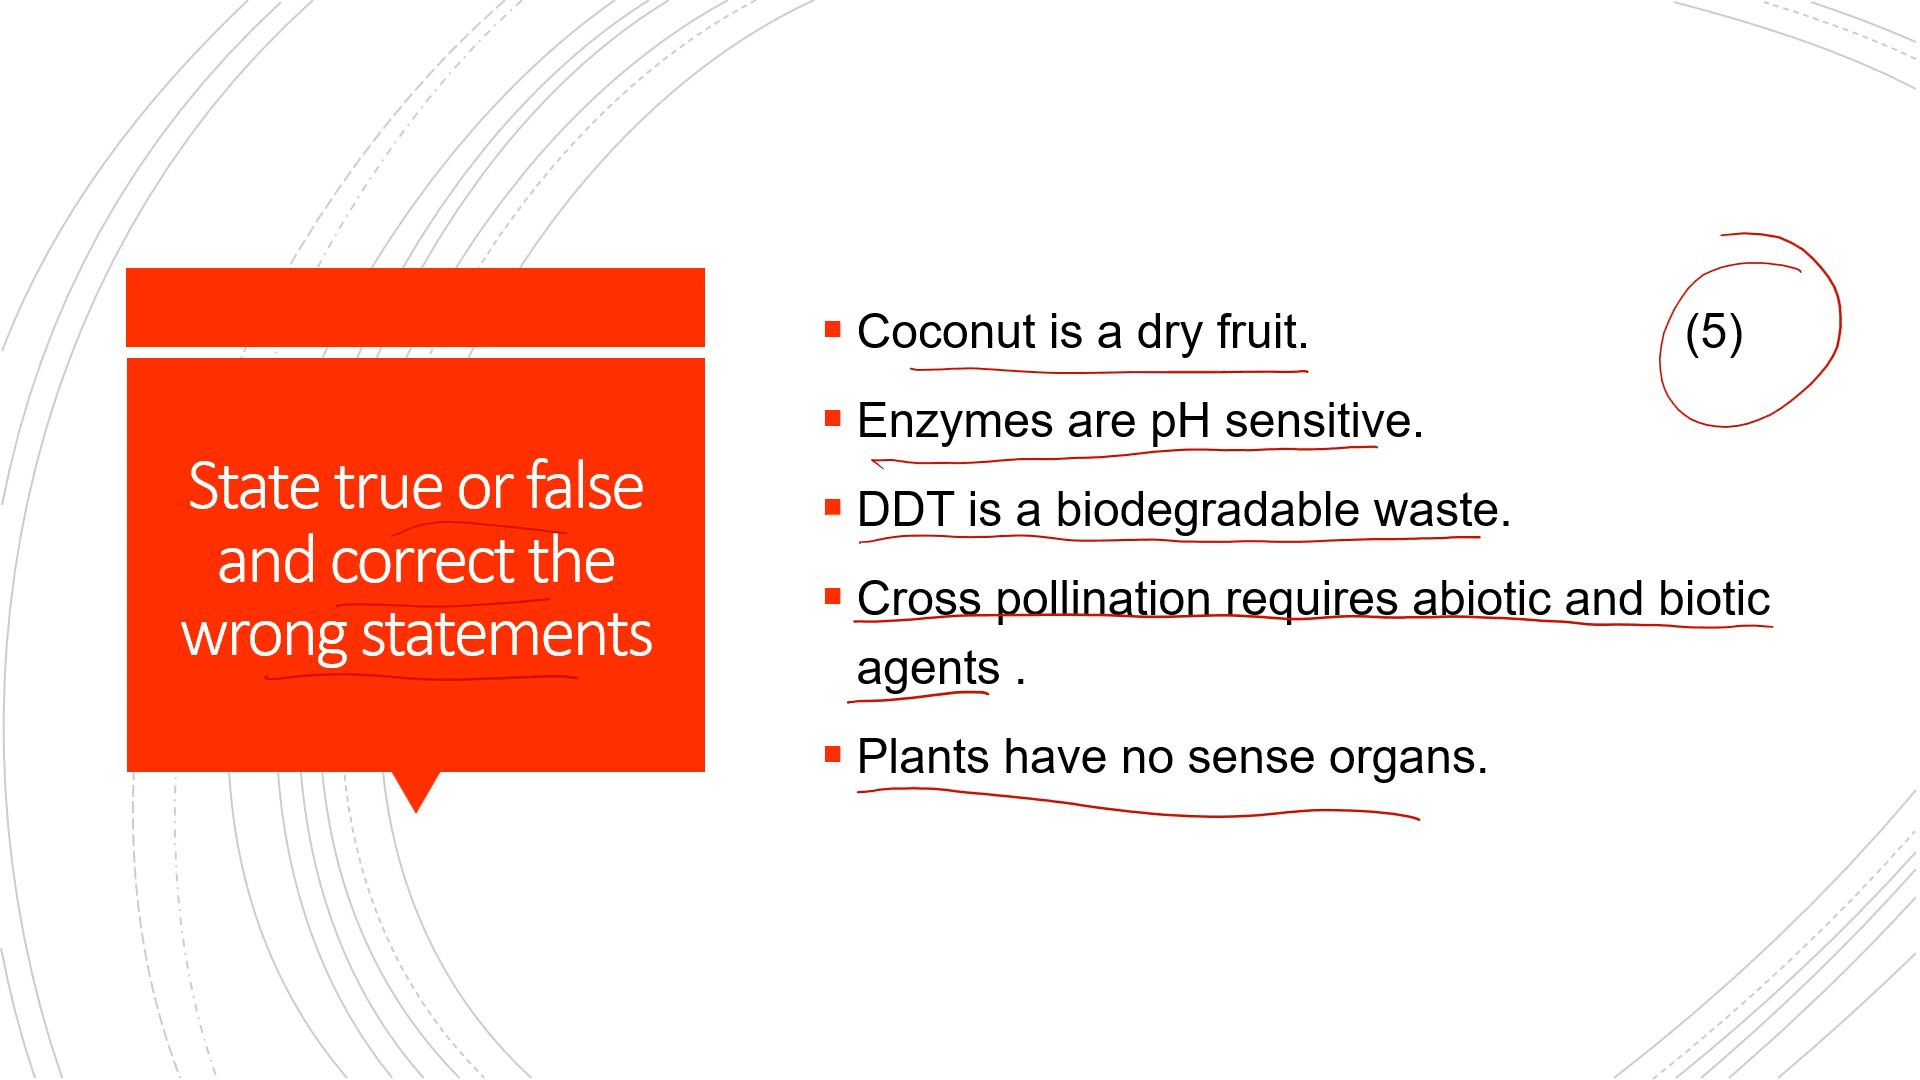 State true or false
and correct the
wrong statements
Coconut is a dry fruit. (5)
Enzymes are pH sensitive.
DDT is a biodegradable waste.
Cross pollination requires abiotic and biotic
agents .
Plants have no sense organs.